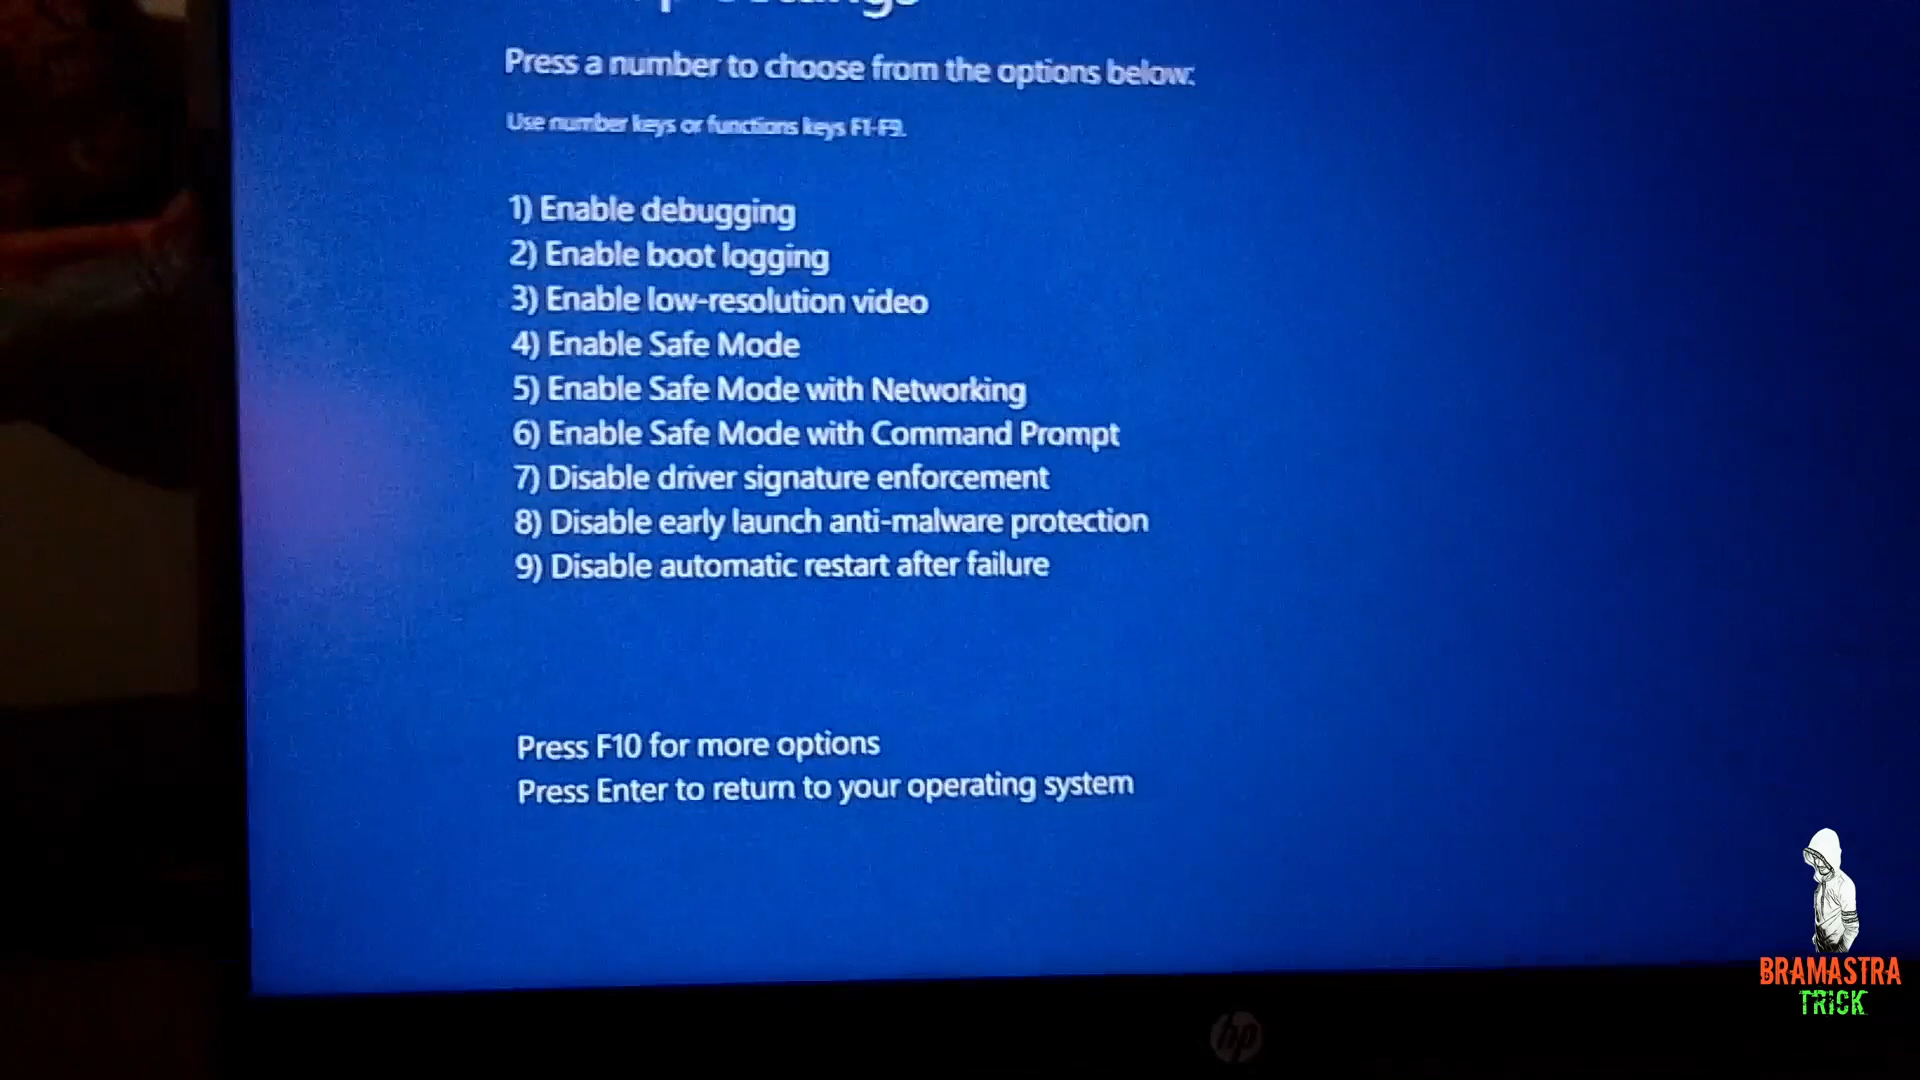 Press a number to choose from the options below:
Use number keys or functions keys F1-F9.
1) Enable debugging
2) Enable boot logging
3) Enable low-resolution video
4) Enable Safe Mode
5) Enable Safe Mode with Networking
6) Enable Safe Mode with Command Prompt
7) Disable driver signature enforcement
8) Disable early launch anti-malware protection
9) Disable automatic restart after failure
Press F10 for more options
Press Enter to return to your operating system
BRAMASTRA
TRICK
hp